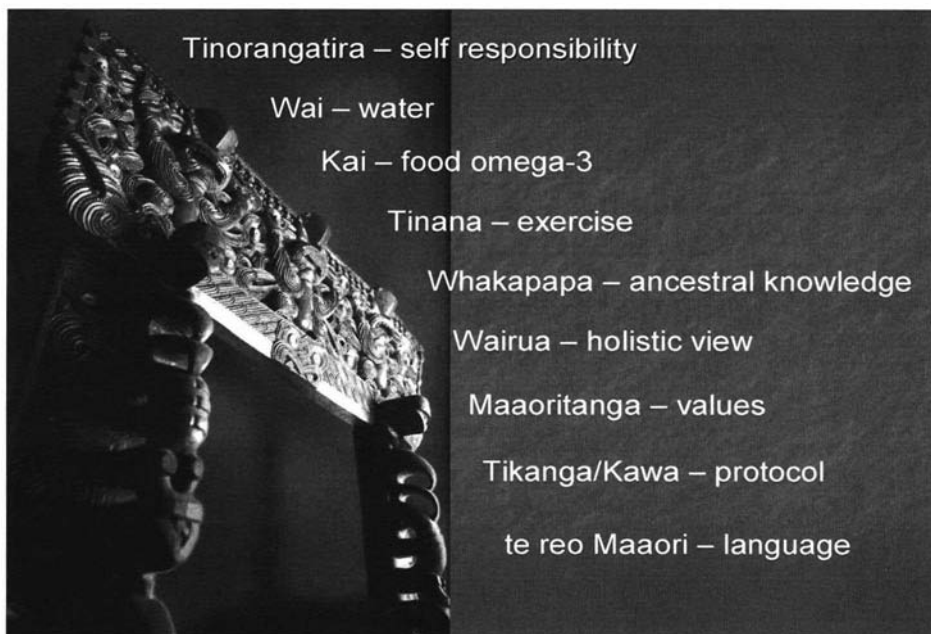 Tinorangatira – self responsibility
Wai – water
Kai – food omega-3
Tinana – exercise
Whakapapa – ancestral knowledge
Wairua – holistic view
Maaoritanga – values
Tikanga/Kawa – protocol
te reo Maaori – language